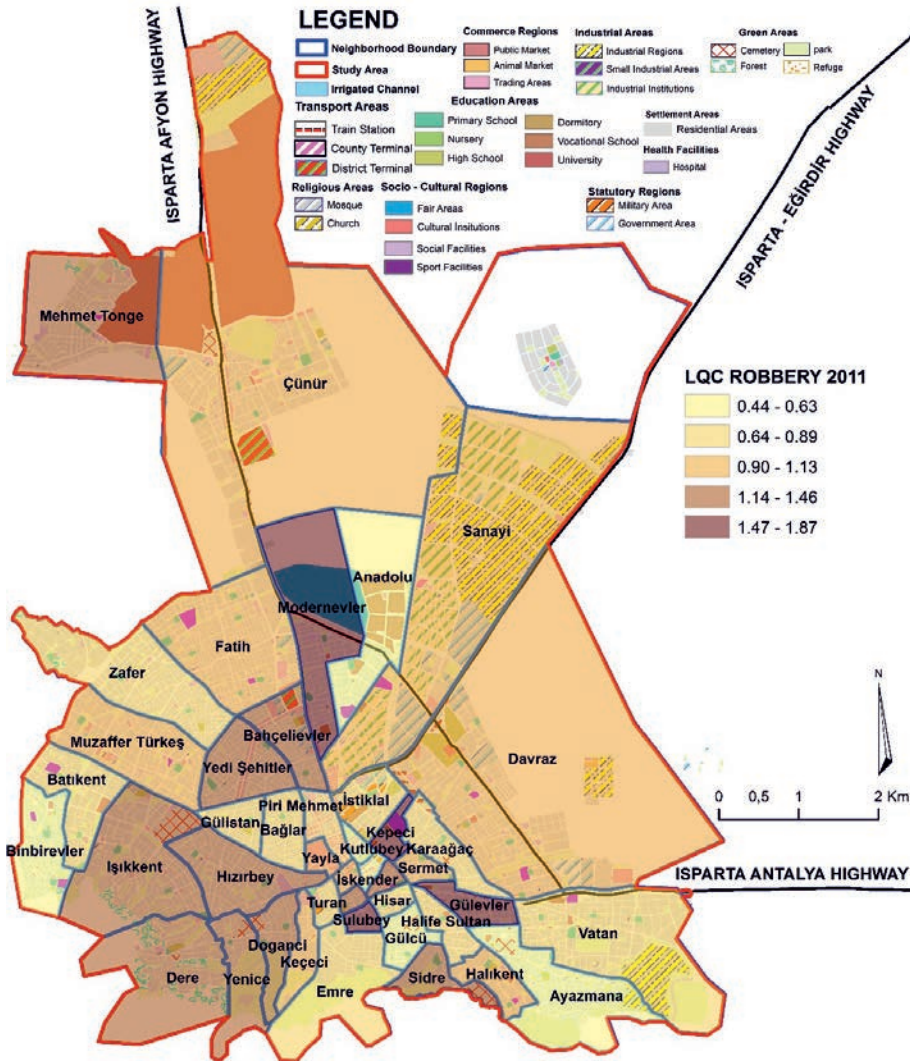 LEGEND
Neighborhood Boundary
Study Area
Irrigated Channel
Transport Areas
Train Station
County Terminal
District Terminal
Religious Areas
Mosque
Church
Commerce Regions
Public Market
Animal Market
Trading Areas
Education Areas
Primary School
Nursery
High School
Dormitory
Vocational School
University
Socio - Cultural Regions
Fair Areas
Cultural Insitutions
Social Facilities
Sport Facilities
Industrial Areas
Industrial Regions
Small Industrial Areas
Industrial Institutions
Green Areas
Cemetery
park
Forest
Refuge
Settlement Areas
Residential Areas
Health Facilities
Hospital
Statutory Regions
Military Area
Government Area
ISPARTA AFYON HIGHWAY
ISPARTA - EĞİRDİR HIGHWAY
LQC ROBBERY 2011
0.44 - 0.63
0.64 - 0.89
0.90 - 1.13
1.14 - 1.46
1.47 - 1.87
Mehmet Tonge
Çünür
Sanayi
Anadolu
Modernevler
Fatih
Zafer
Bahçelievler
Muzaffer Türkeş
Yedi Şehitler
Davraz
Batıkent
Piri Mehmet
İstiklal
Gülistan
Bağlar
Kepeci
Binbirevler
Kutlubey
Karaağaç
Işıkkent
Hızırbey
Yayla
Sermet
İskender
Turan
Hisar
Gülevler
Sulubey
Halife Sultan
Gülcü
Vatan
Doganci
Keçeci
Dere
Yenice
Emre
Sidre
Halıkent
Ayazmana
N
0 0,5 1 2 Km
ISPARTA ANTALYA HIGHWAY